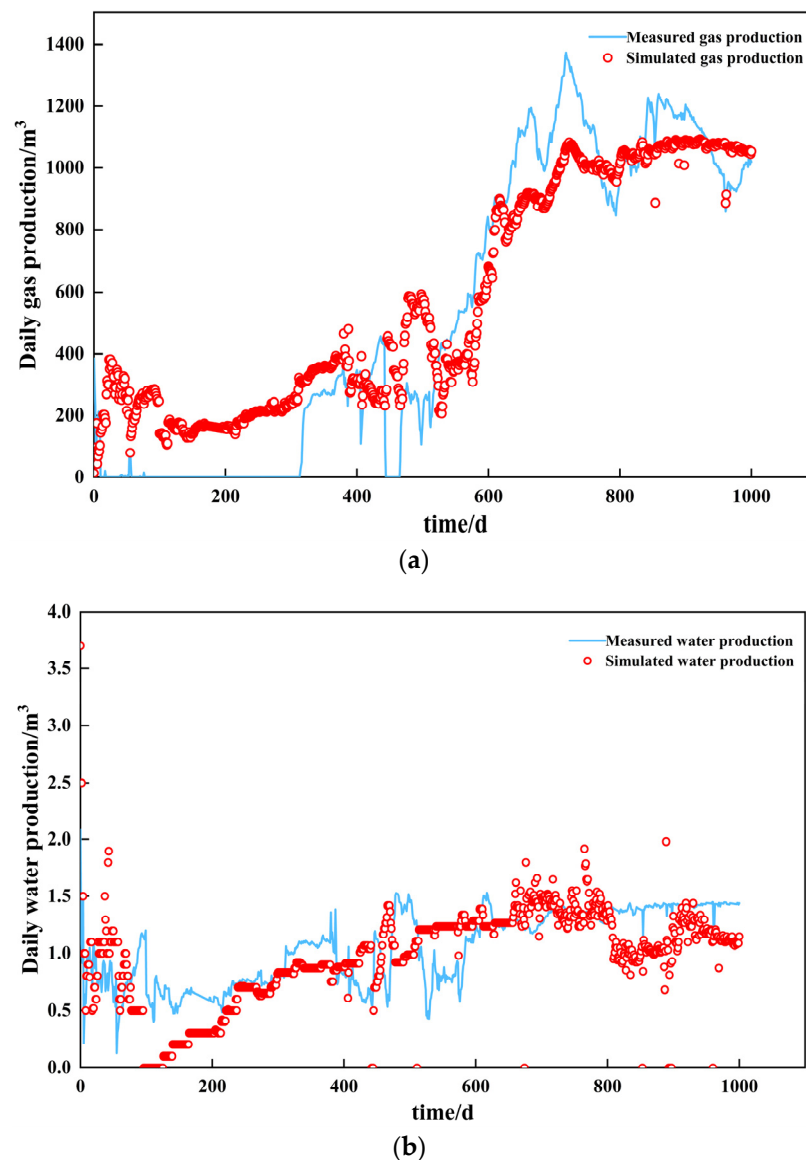 Measured gas production
Simulated gas production
Daily gas production/m³
1400
1200
1000
800
600
400
200
0
0 200 400 600 800 1000
time/d
(a)
Measured water production
Simulated water production
Daily water production/m³
4.0
3.5
3.0
2.5
2.0
1.5
1.0
0.5
0.0
0 200 400 600 800 1000
time/d
(b)